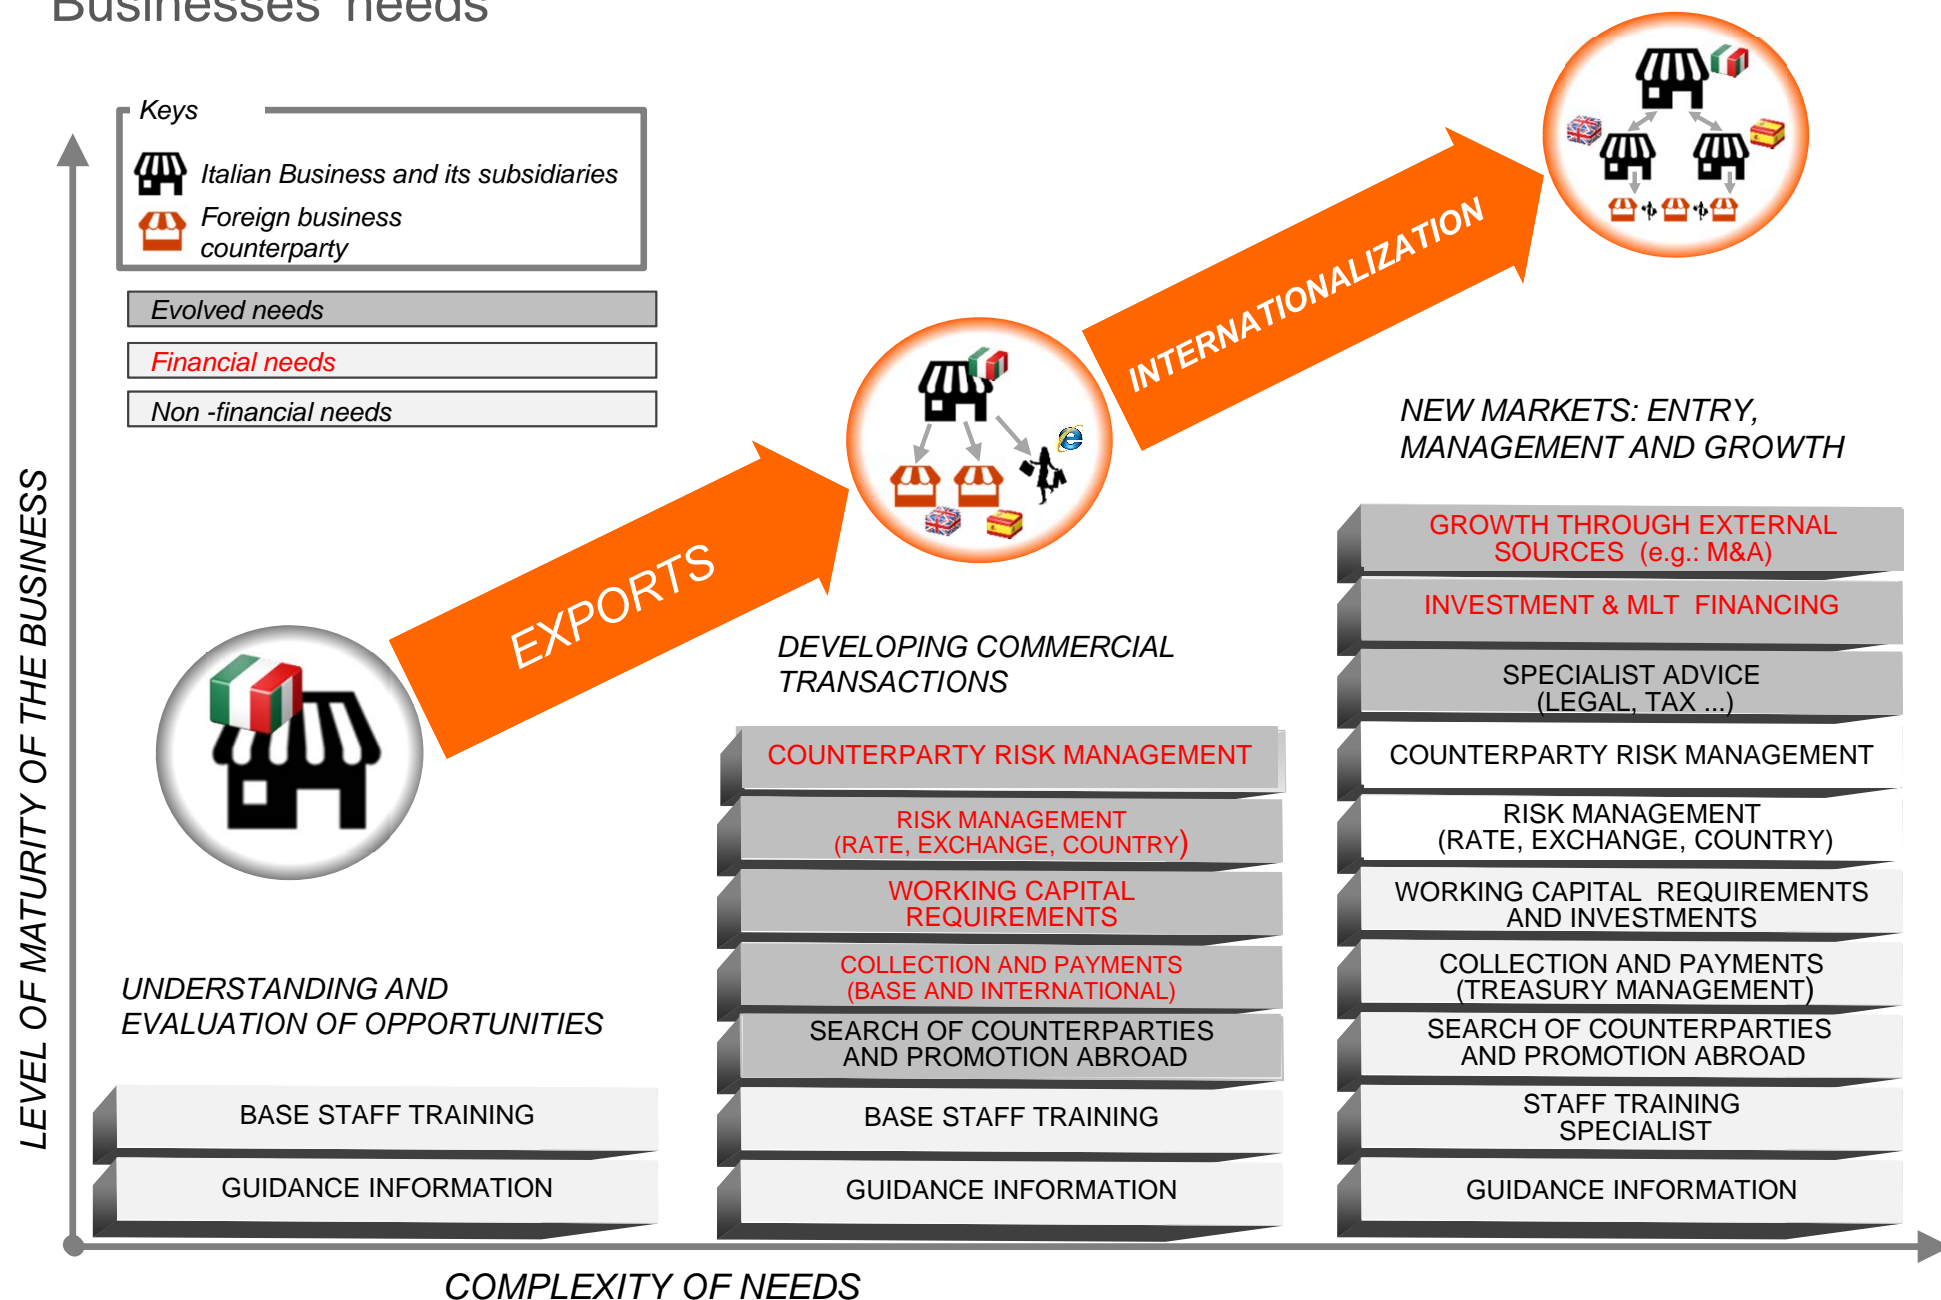 Businesses' needs
Keys
Italian Business and its subsidiaries
Foreign business
counterparty
Evolved needs
Financial needs
Non -financial needs
LEVEL OF MATURITY OF THE BUSINESS
EXPORTS
INTERNATIONALIZATION
UNDERSTANDING AND
EVALUATION OF OPPORTUNITIES
BASE STAFF TRAINING
GUIDANCE INFORMATION
DEVELOPING COMMERCIAL
TRANSACTIONS
COUNTERPARTY RISK MANAGEMENT
RISK MANAGEMENT
(RATE, EXCHANGE, COUNTRY)
WORKING CAPITAL
REQUIREMENTS
COLLECTION AND PAYMENTS
(BASE AND INTERNATIONAL)
SEARCH OF COUNTERPARTIES
AND PROMOTION ABROAD
BASE STAFF TRAINING
GUIDANCE INFORMATION
NEW MARKETS: ENTRY,
MANAGEMENT AND GROWTH
GROWTH THROUGH EXTERNAL
SOURCES (e.g.: M&A)
INVESTMENT & MLT FINANCING
SPECIALIST ADVICE
(LEGAL, TAX ...)
COUNTERPARTY RISK MANAGEMENT
RISK MANAGEMENT
(RATE, EXCHANGE, COUNTRY)
WORKING CAPITAL REQUIREMENTS
AND INVESTMENTS
COLLECTION AND PAYMENTS
(TREASURY MANAGEMENT)
SEARCH OF COUNTERPARTIES
AND PROMOTION ABROAD
STAFF TRAINING
SPECIALIST
GUIDANCE INFORMATION
COMPLEXITY OF NEEDS